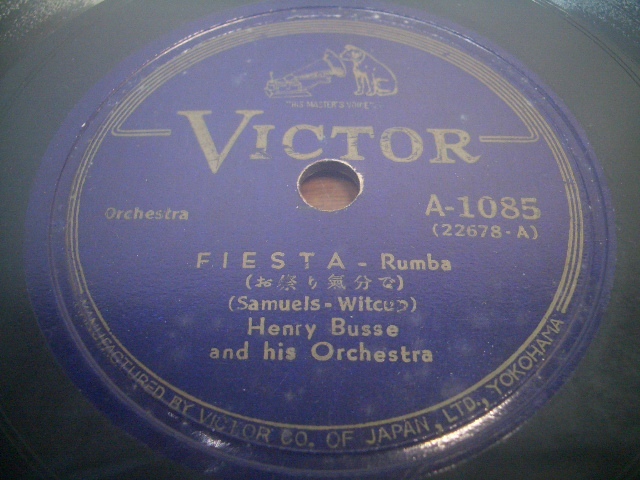 "HIS MASTER'S VOICE"
VICTOR
Orchestra
A-1085
(22678-A)
FIESTA - Rumba
(お祭り氣分で)
(Samuels-Witcup)
Henry Busse
and his Orchestra
MANUFACTURED BY VICTOR CO. OF JAPAN, LTD., YOKOHAMA